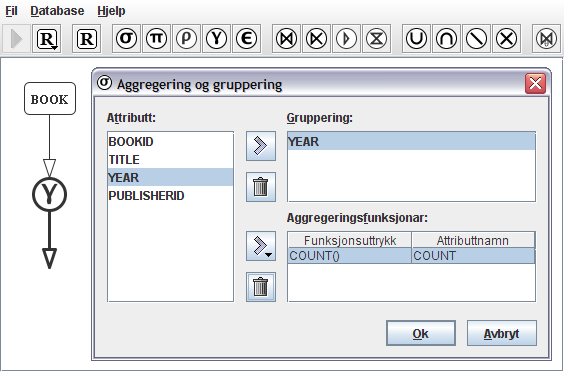 Fil Database Hjelp
R R σ π ρ γ ε
BOOK
γ
σ Aggregering og gruppering
Attributt:
BOOKID
TITLE
YEAR
PUBLISHERID
Gruppering:
YEAR
Aggregeringsfunksjonar:
Funksjonsuttrykk Attributtnamn
COUNT() COUNT
Ok Avbryt